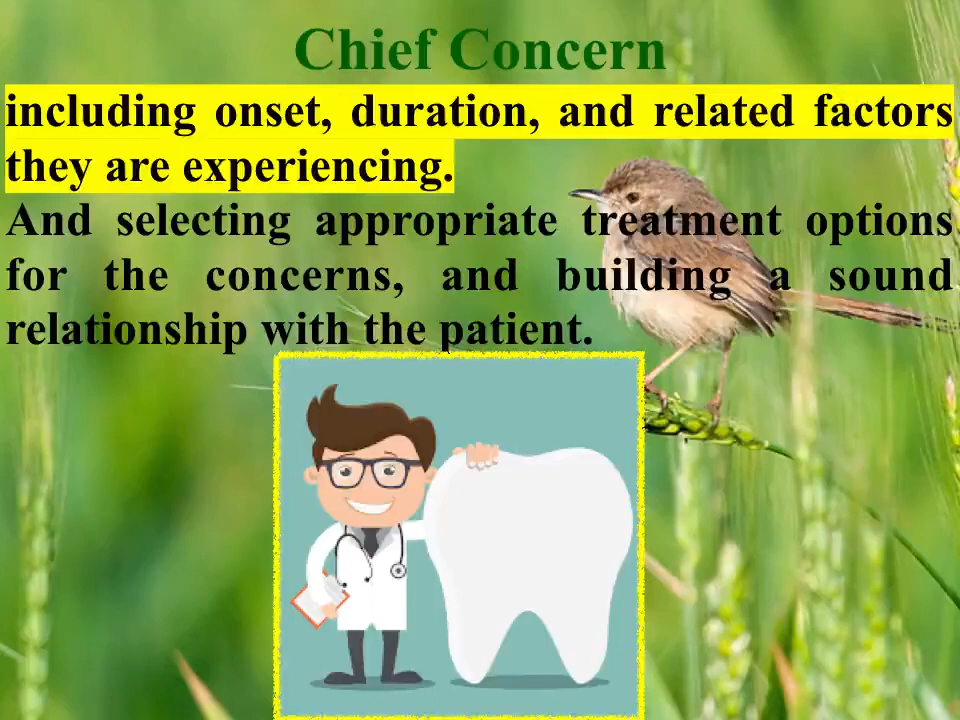 Chief Concern
including onset, duration, and related factors
they are experiencing.
And selecting appropriate treatment options
for the concerns, and building a sound
relationship with the patient.